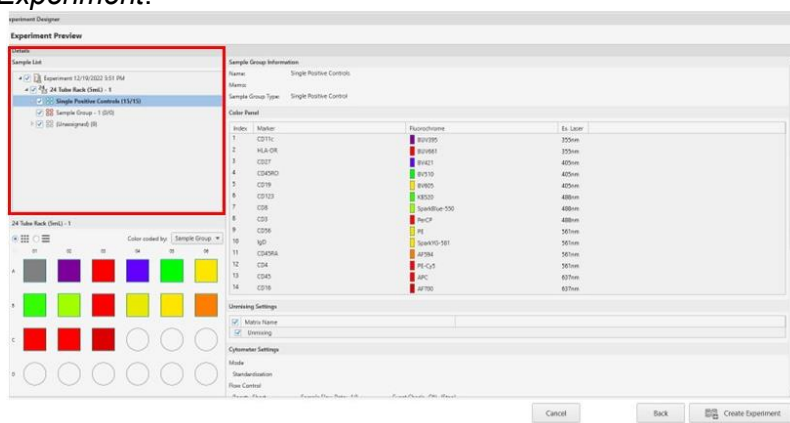 Experiment.
Experiment Designer
Experiment Preview
Details
Sample List
Experiment 12/19/2022 5:51 PM
24 Tube Rack (5mL) - 1
Single Positive Controls (15/15)
Sample Group - 1 (0/0)
(Unassigned) (8)
24 Tube Rack (5mL) - 1
Color coded by: Sample Group
01 02 03 04 05 06
A
B
C
D
Sample Group Information
Name: Single Positive Controls
Memo:
Sample Group Type: Single Positive Control
Color Panel
Index Marker Fluorochrome Ex. Laser
1 CD11c BUV395 355nm
2 HLA-DR BUV661 355nm
3 CD27 BV421 405nm
4 CD45RO BV510 405nm
5 CD19 BV605 405nm
6 CD123 KB520 488nm
7 CD8 SparkBlue-550 488nm
8 CD3 PerCP 488nm
9 CD56 PE 561nm
10 IgD SparkYG-581 561nm
11 CD45RA AF594 561nm
12 CD4 PE-Cy5 561nm
13 CD45 APC 637nm
14 CD16 AF700 637nm
Unmixing Settings
Matrix Name
Unmixing
Cytometer Settings
Mode
Standardization
Flow Control
Cancel Back Create Experiment